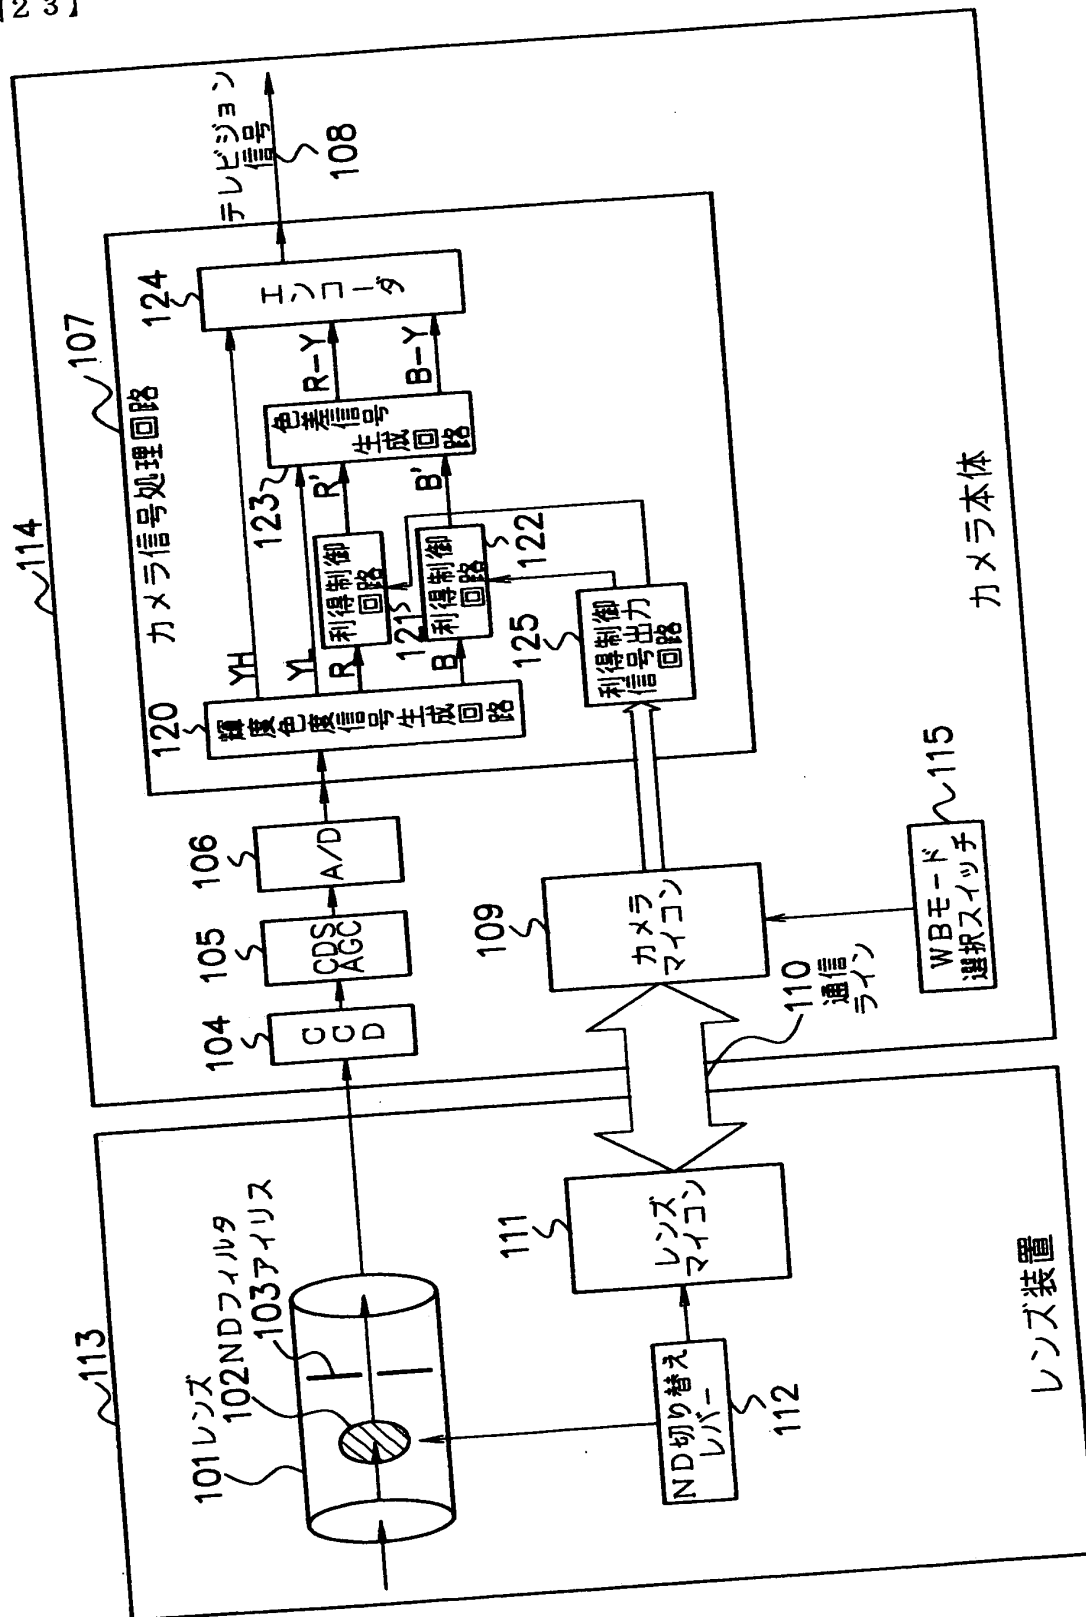 【23】
114
107
カメラ信号処理回路
テレビジョン
信号
108
124
エンコーダ
R−Y
B−Y
123
色差信号
生成回路
R'
B'
YH
YL
R
B
利得制御
回路
121
利得制御
回路
122
120
輝度色度信号生成回路
125
利得制御
信号出力
回路
106
A/D
105
CDS
AGC
104
CCD
109
カメラ
マイコン
115
WBモード
選択スイッチ
110
通信
ライン
カメラ本体
113
101レンズ
102NDフィルタ
103アイリス
111
レンズ
マイコン
ND切り替え
レバー
112
レンズ装置